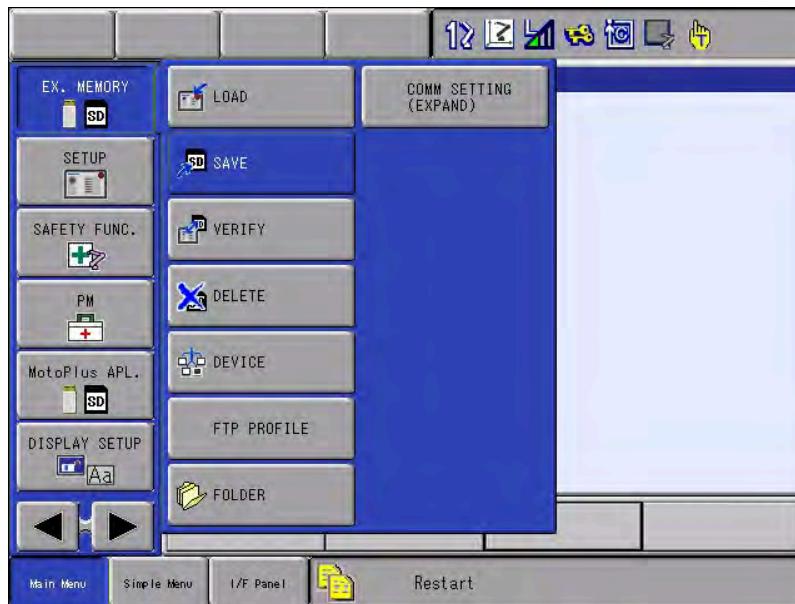 EX. MEMORY
SD
SETUP
SAFETY FUNC.
PM
MotoPlus APL.
SD
DISPLAY SETUP
Aa
LOAD
SD SAVE
VERIFY
DELETE
DEVICE
FTP PROFILE
FOLDER
COMM SETTING
(EXPAND)
Main Menu
Simple Menu
I/F Panel
Restart